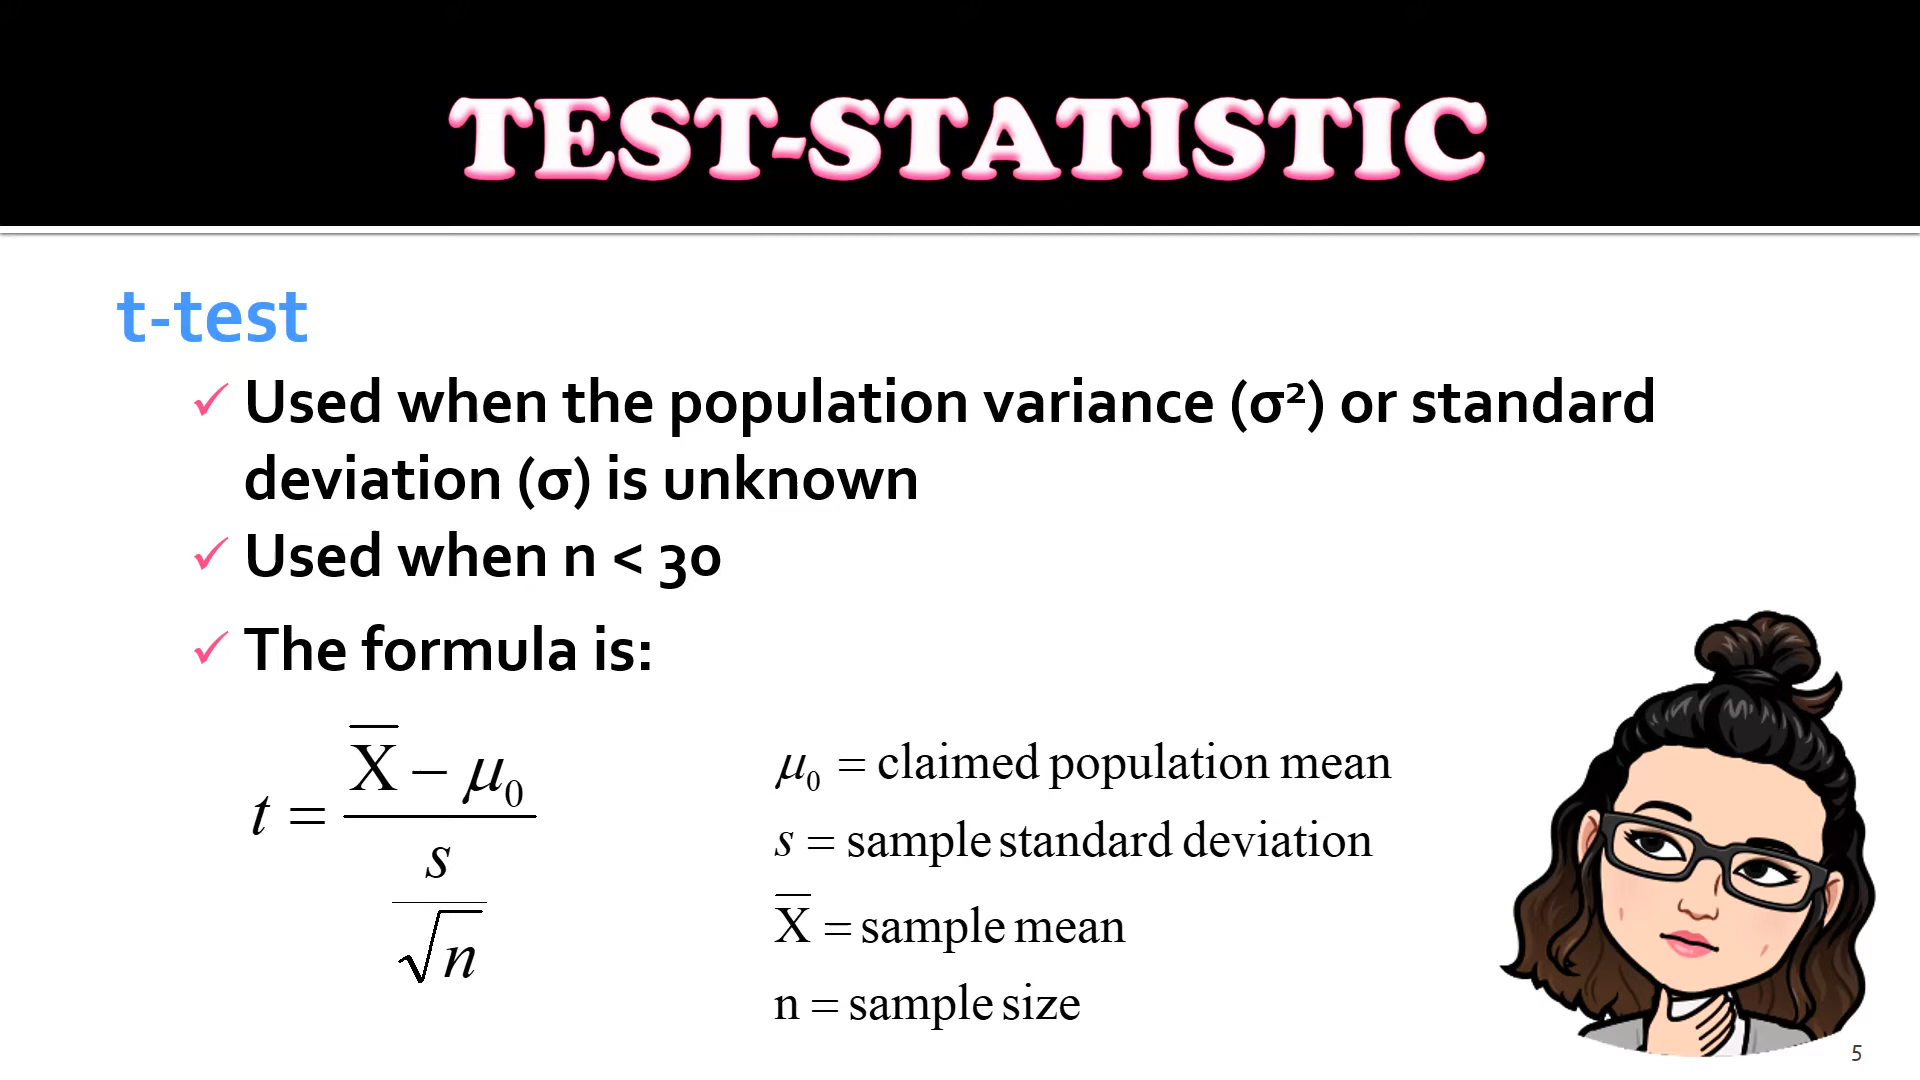 TEST-STATISTIC
t-test
✓ Used when the population variance (σ²) or standard
deviation (σ) is unknown
✓ Used when n < 30
✓ The formula is:
t = (X̅ − μ₀) / (s / √n)
μ₀ = claimed population mean
s = sample standard deviation
X̅ = sample mean
n = sample size
5